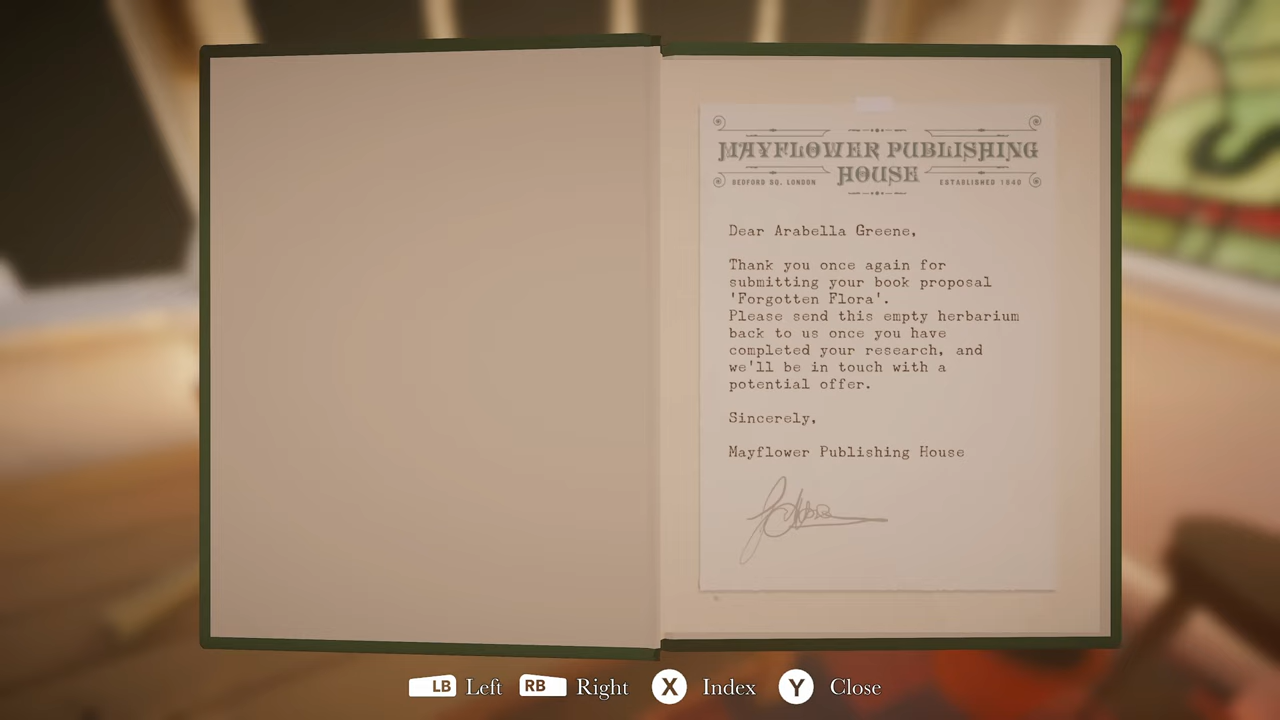 MAYFLOWER PUBLISHING
HOUSE
BEDFORD SQ. LONDON
ESTABLISHED 1840
Dear Arabella Greene,
Thank you once again for
submitting your book proposal
'Forgotten Flora'.
Please send this empty herbarium
back to us once you have
completed your research, and
we'll be in touch with a
potential offer.
Sincerely,
Mayflower Publishing House
LB Left RB Right X Index Y Close